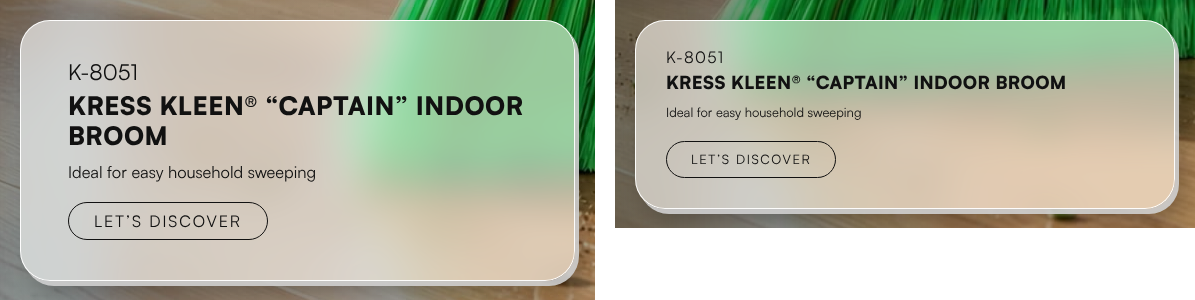 K-8051
KRESS KLEEN® “CAPTAIN” INDOOR
BROOM
Ideal for easy household sweeping
LET’S DISCOVER
K-8051
KRESS KLEEN® “CAPTAIN” INDOOR BROOM
Ideal for easy household sweeping
LET’S DISCOVER